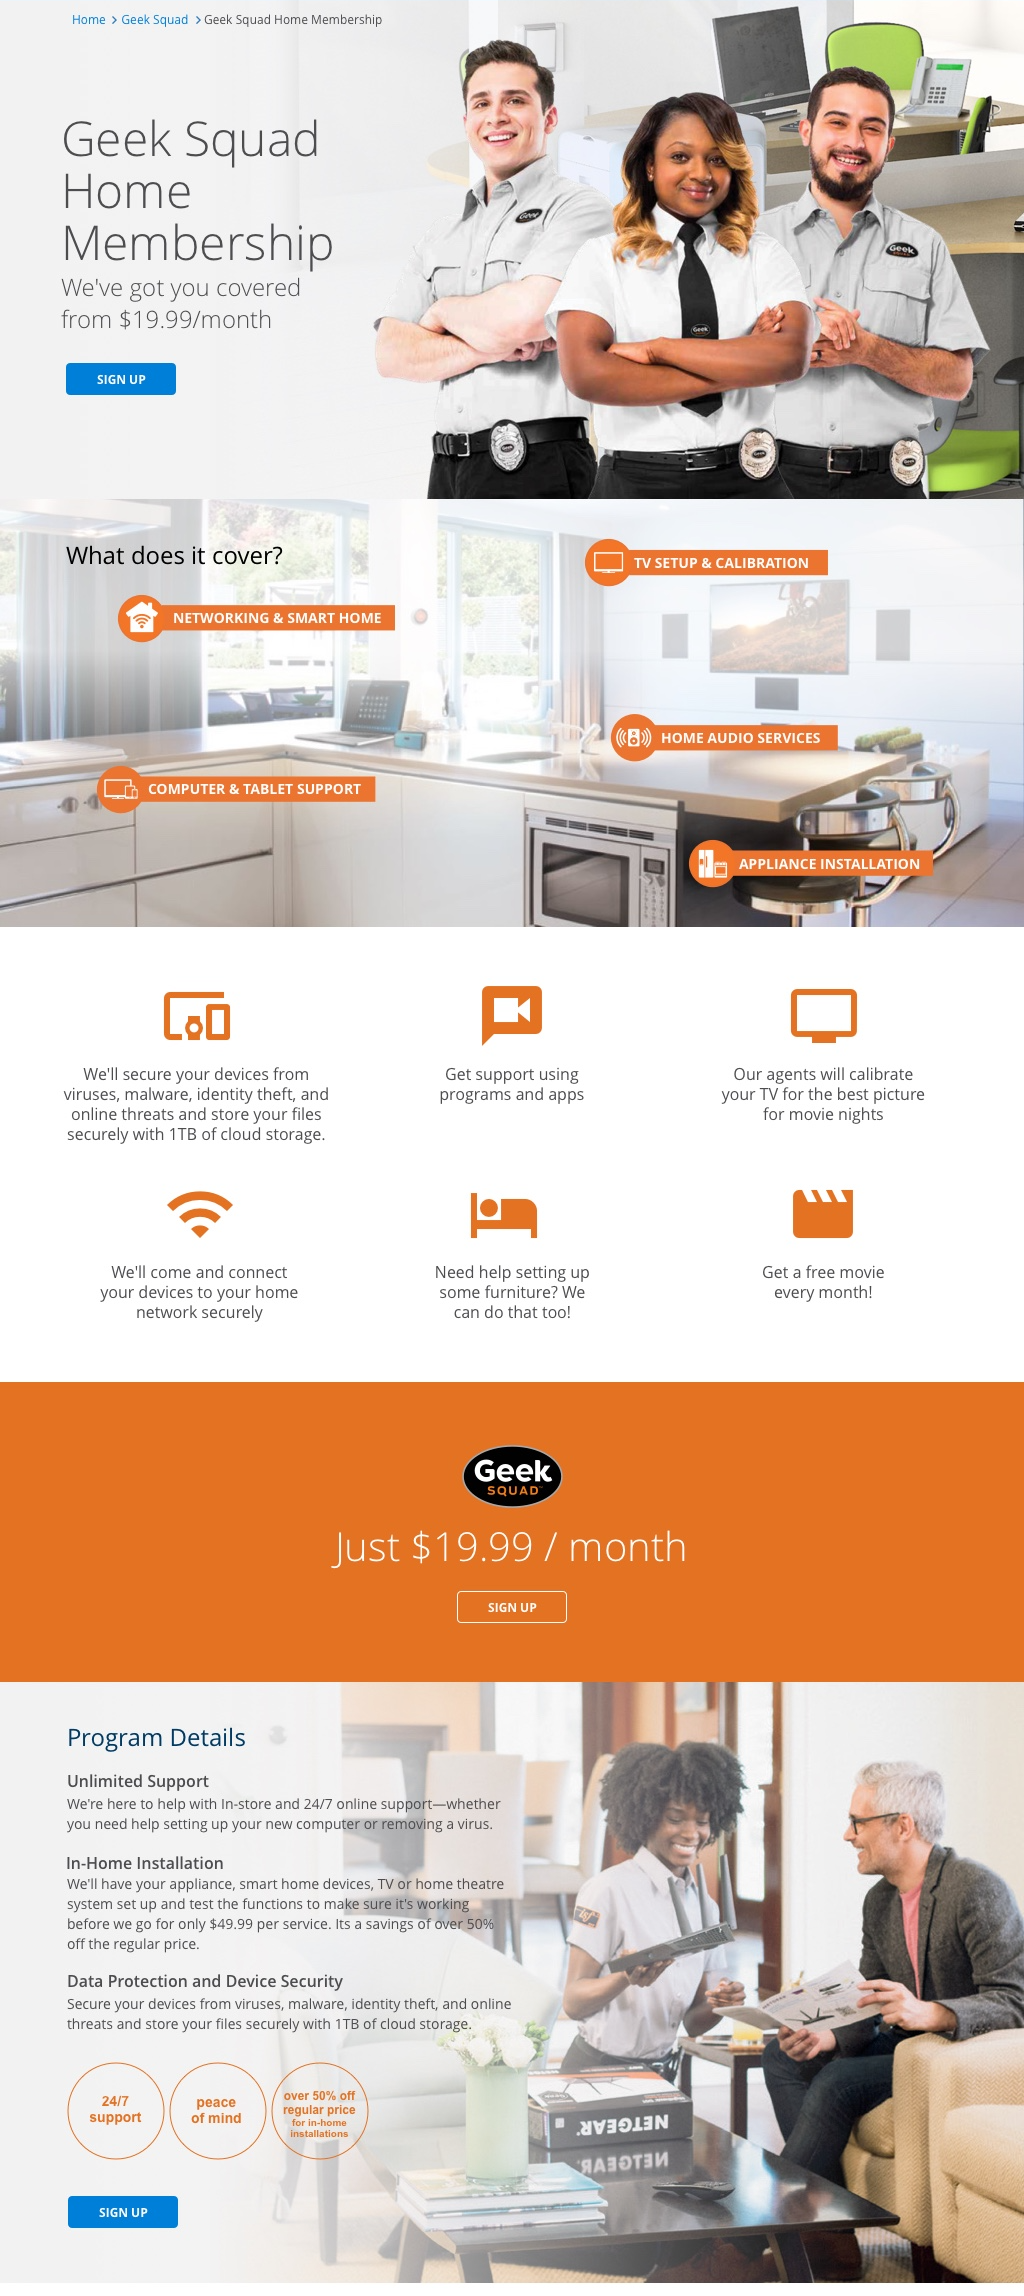 Home > Geek Squad > Geek Squad Home Membership
Geek Squad
Home
Membership
We've got you covered
from $19.99/month
SIGN UP
Geek
Geek
SQUAD
Geek
What does it cover?
TV SETUP & CALIBRATION
NETWORKING & SMART HOME
HOME AUDIO SERVICES
COMPUTER & TABLET SUPPORT
APPLIANCE INSTALLATION
We'll secure your devices from
viruses, malware, identity theft, and
online threats and store your files
securely with 1TB of cloud storage.
Get support using
programs and apps
Our agents will calibrate
your TV for the best picture
for movie nights
We'll come and connect
your devices to your home
network securely
Need help setting up
some furniture? We
can do that too!
Get a free movie
every month!
Geek
SQUAD™
Just $19.99 / month
SIGN UP
Program Details
Unlimited Support
We're here to help with In-store and 24/7 online support—whether
you need help setting up your new computer or removing a virus.
In-Home Installation
We'll have your appliance, smart home devices, TV or home theatre
system set up and test the functions to make sure it's working
before we go for only $49.99 per service. Its a savings of over 50%
off the regular price.
Data Protection and Device Security
Secure your devices from viruses, malware, identity theft, and online
threats and store your files securely with 1TB of cloud storage.
24/7
support
peace
of mind
over 50% off
regular price
for in-home
installations
NETGEAR
SIGN UP